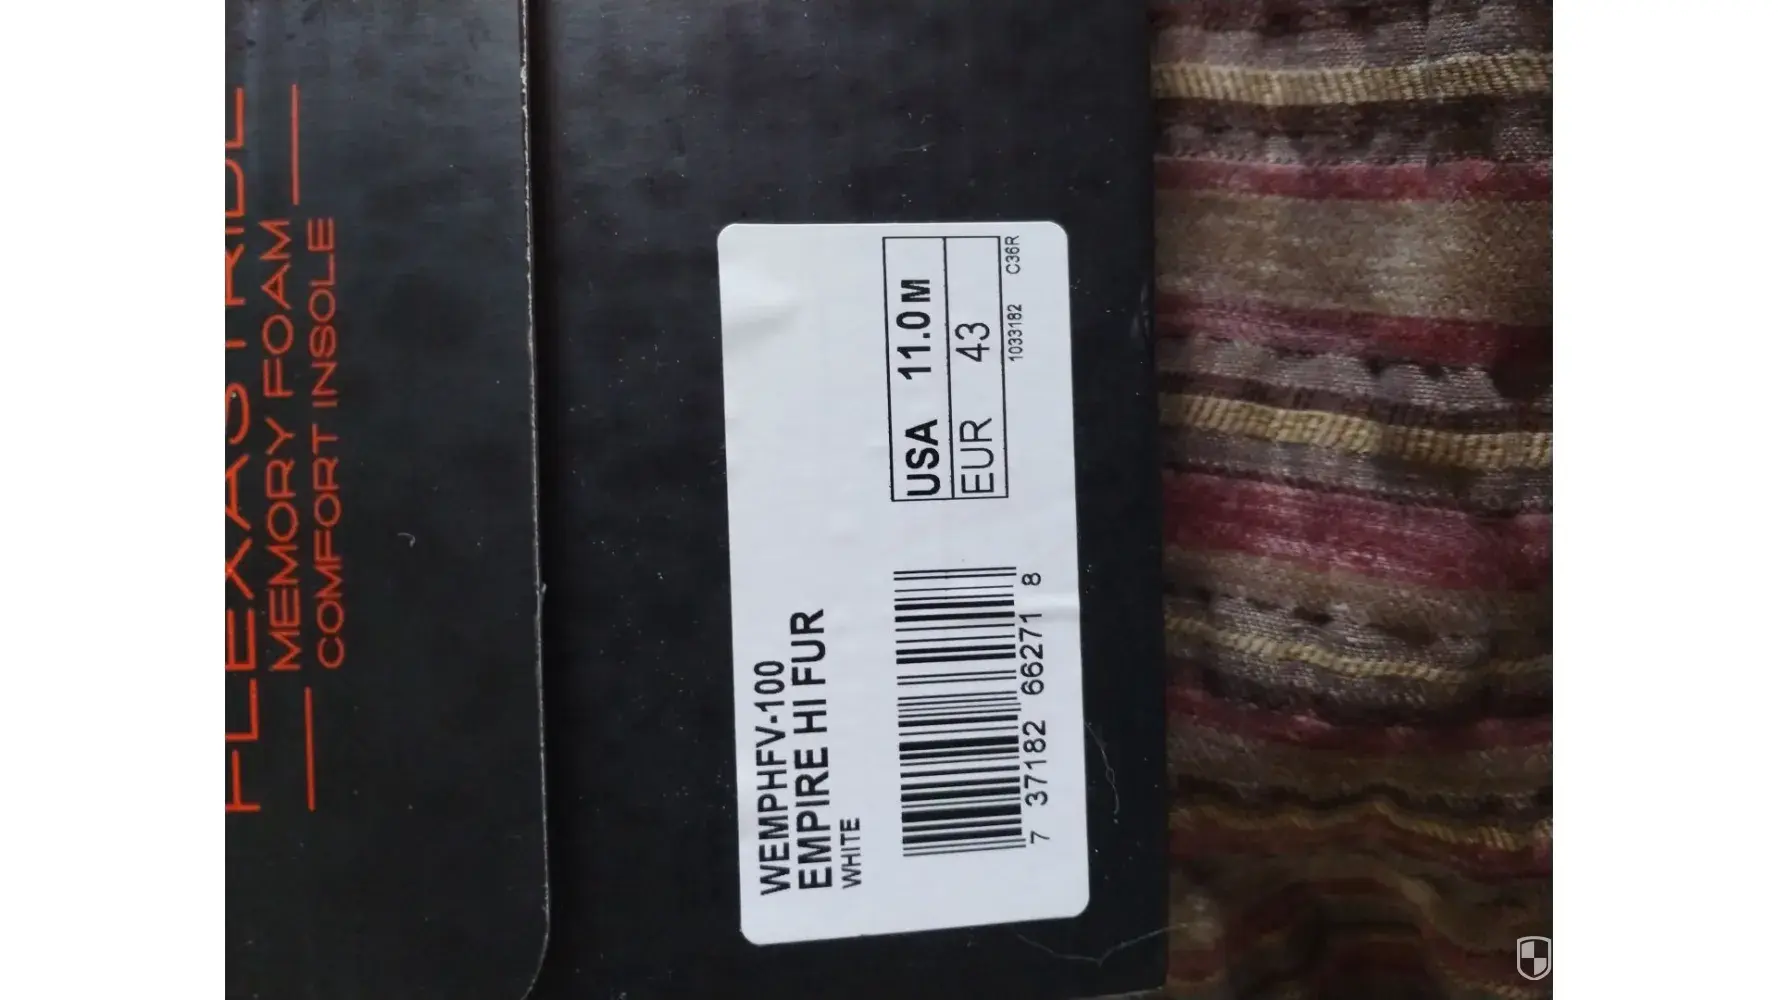 FLEXASTRIDE
MEMORY FOAM
COMFORT INSOLE
WEMPHFV-100
EMPIRE HI FUR
WHITE
USA 11.0 M
EUR 43
1033182 C36R
7 37182 66271 8